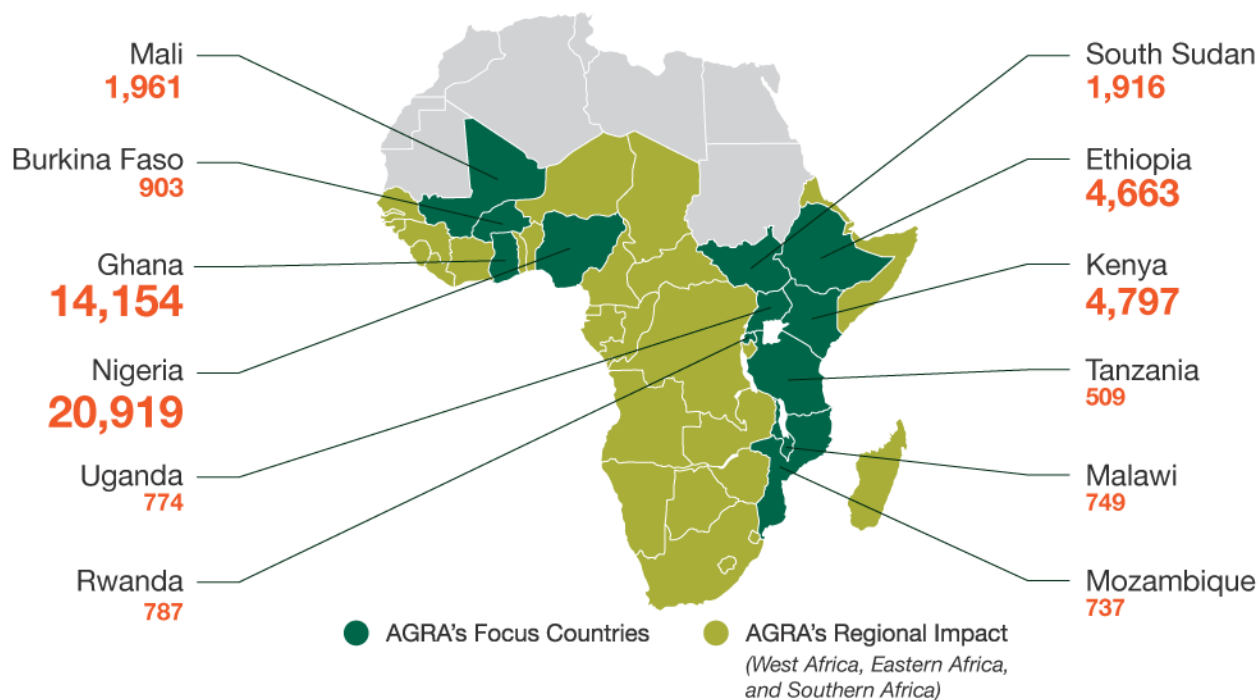 Mali
1,961
Burkina Faso
903
Ghana
14,154
Nigeria
20,919
Uganda
774
Rwanda
787
South Sudan
1,916
Ethiopia
4,663
Kenya
4,797
Tanzania
509
Malawi
749
Mozambique
737
AGRA's Focus Countries
AGRA's Regional Impact
(West Africa, Eastern Africa,
and Southern Africa)